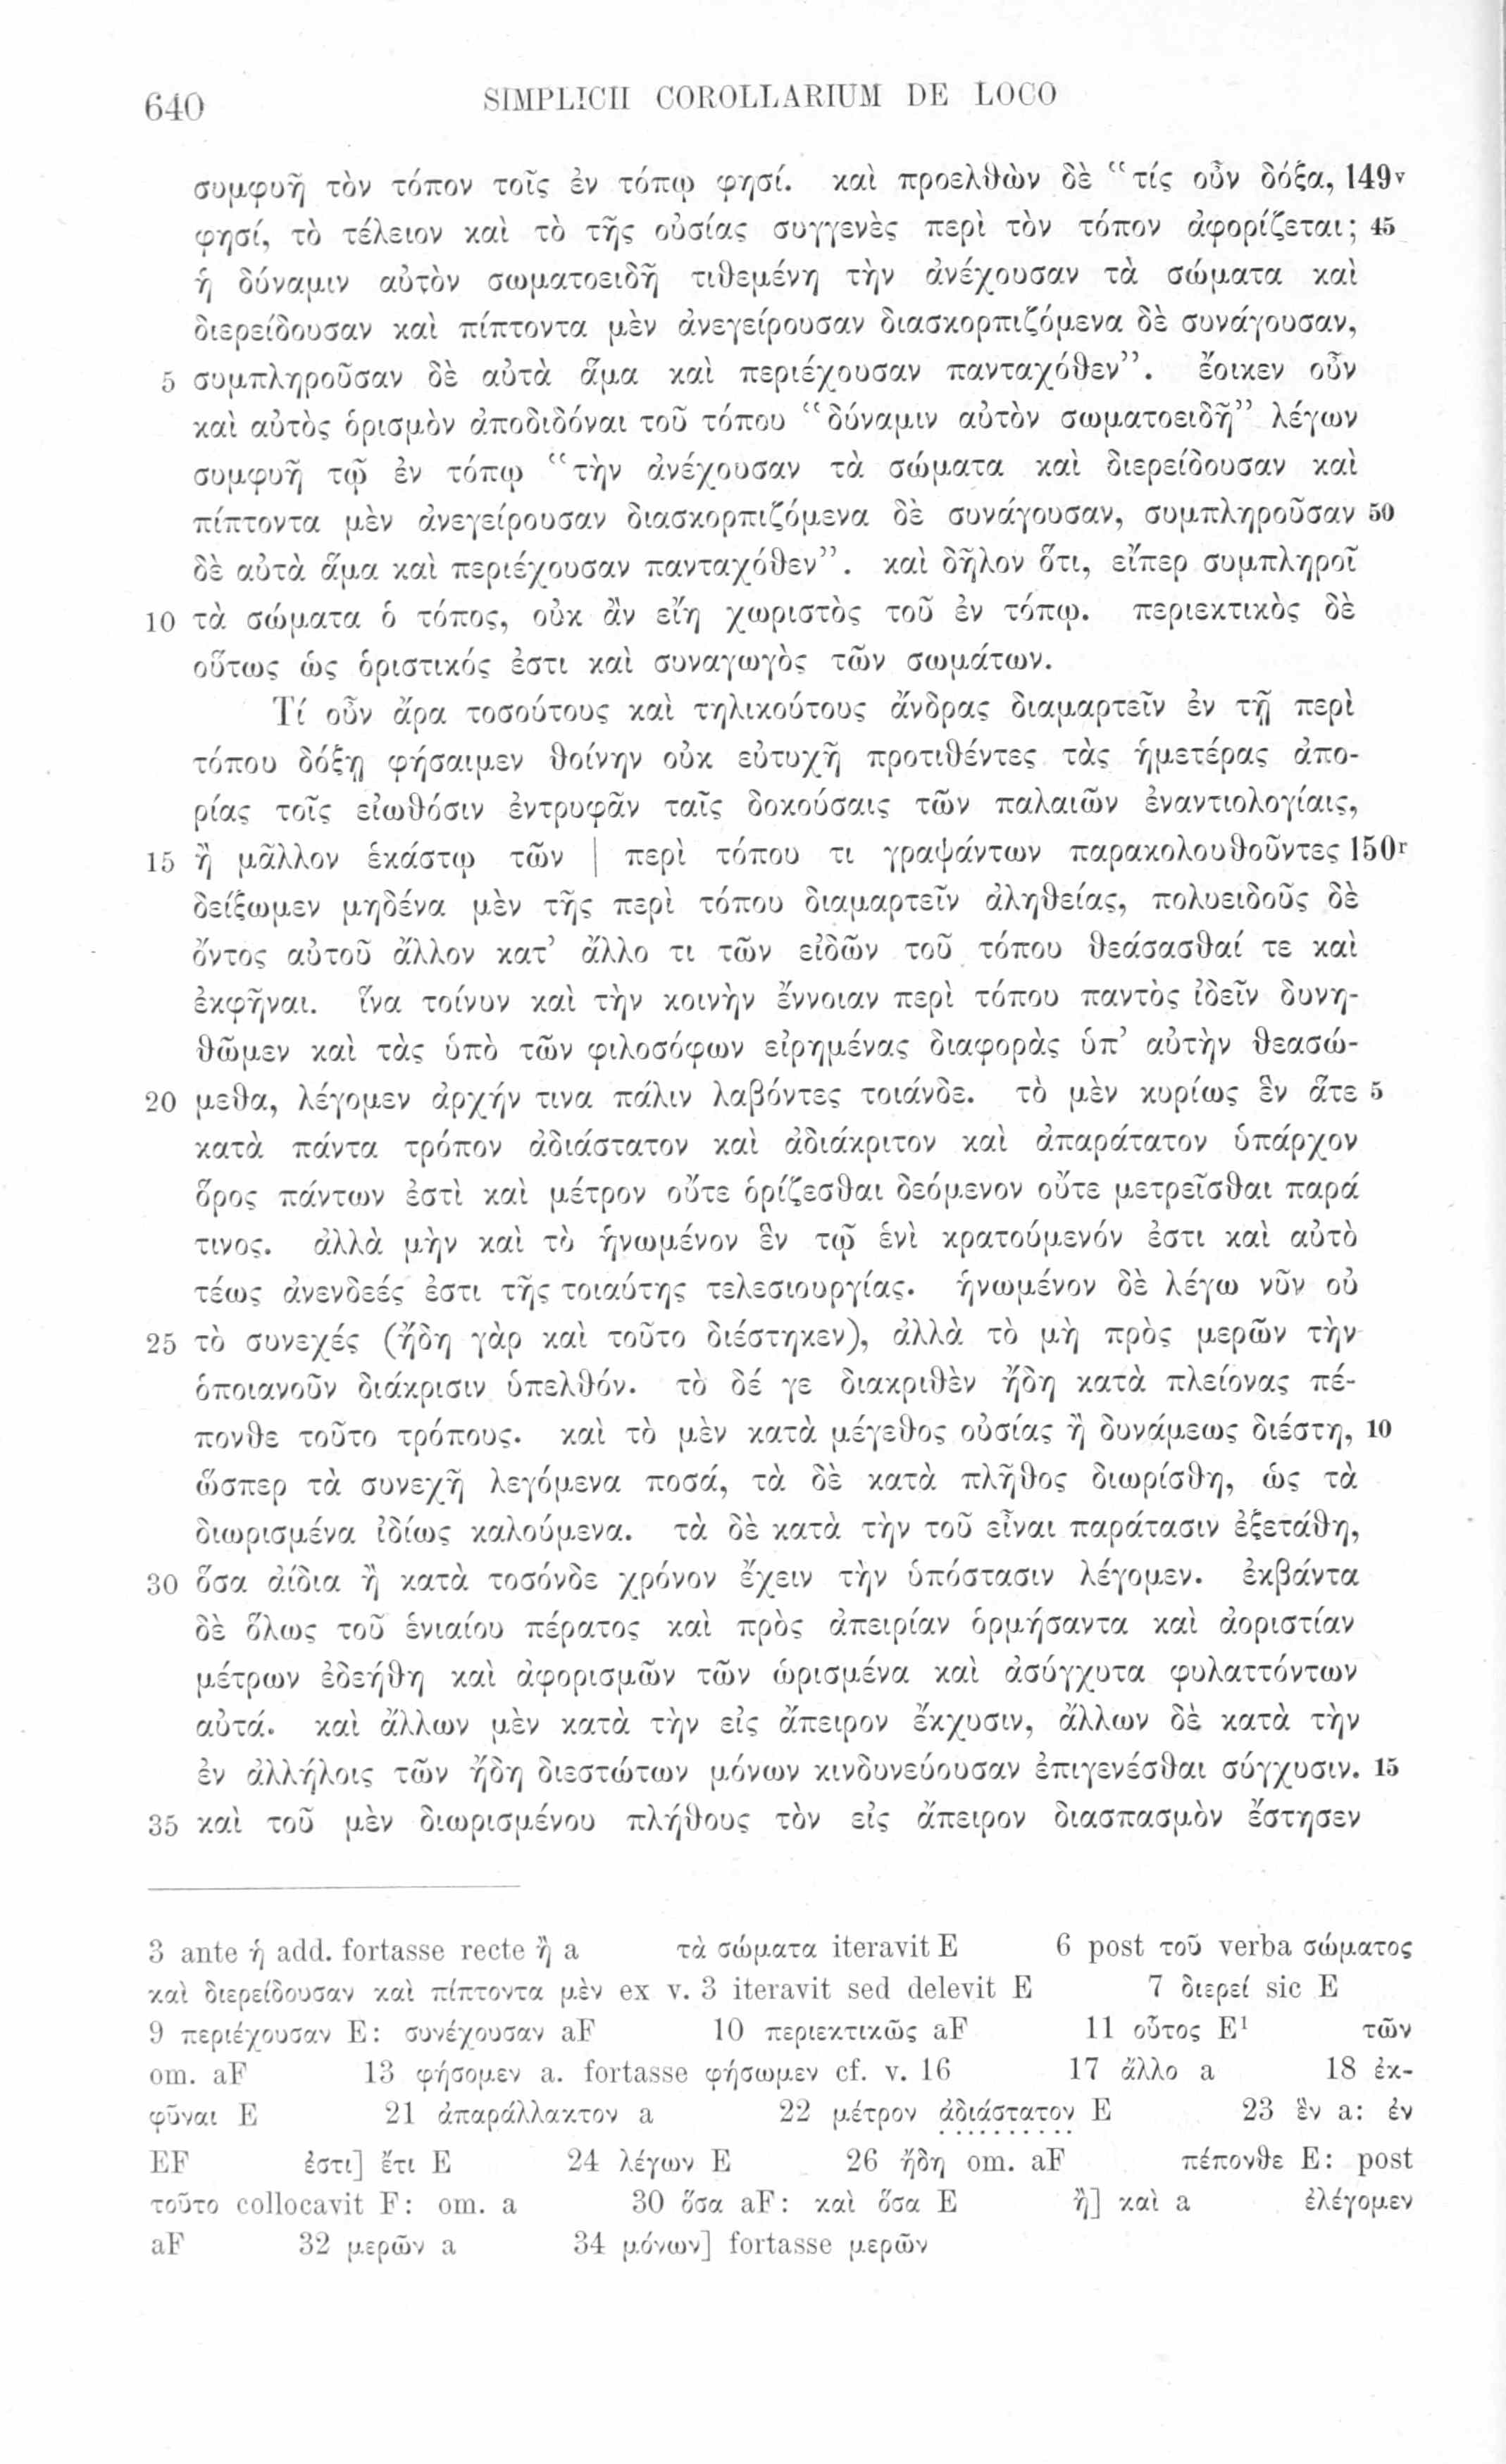 640 SIMPLICII COROLLARIUM DE LOCO
συμφυῆ τὸν τόπον τοῖς ἐν τόπῳ φησί. καὶ προελθὼν δὲ “τίς οὖν δόξα, 149v
φησί, τὸ τέλειον καὶ τὸ τῆς οὐσίας συγγενὲς περὶ τὸν τόπον ἀφορίζεται; 45
ἡ δύναμιν αὐτὸν σωματοειδῆ τιθεμένη τὴν ἀνέχουσαν τὰ σώματα καὶ
διερείδουσαν καὶ πίπτοντα μὲν ἀνεγείρουσαν διασκορπιζόμενα δὲ συνάγουσαν,
5 συμπληροῦσαν δὲ αὐτὰ ἅμα καὶ περιέχουσαν πανταχόθεν”. ἔοικεν οὖν
καὶ αὐτὸς ὁρισμὸν ἀποδιδόναι τοῦ τόπου “δύναμιν αὐτὸν σωματοειδῆ” λέγων
συμφυῆ τῷ ἐν τόπῳ “τὴν ἀνέχουσαν τὰ σώματα καὶ διερείδουσαν καὶ
πίπτοντα μὲν ἀνεγείρουσαν διασκορπιζόμενα δὲ συνάγουσαν, συμπληροῦσαν 50
δὲ αὐτὰ ἅμα καὶ περιέχουσαν πανταχόθεν”. καὶ δῆλον ὅτι, εἴπερ συμπληροῖ
10 τὰ σώματα ὁ τόπος, οὐκ ἂν εἴη χωριστὸς τοῦ ἐν τόπῳ. περιεκτικὸς δὲ
οὕτως ὡς ὁριστικός ἐστι καὶ συναγωγὸς τῶν σωμάτων.
Τί οὖν ἄρα τοσούτους καὶ τηλικούτους ἄνδρας διαμαρτεῖν ἐν τῇ περὶ
τόπου δόξῃ φήσαιμεν θοίνην οὐκ εὐτυχῆ προτιθέντες τὰς ἡμετέρας ἀπο-
ρίας τοῖς εἰωθόσιν ἐντρυφᾶν ταῖς δοκούσαις τῶν παλαιῶν ἐναντιολογίαις,
15 ἢ μᾶλλον ἑκάστῳ τῶν | περὶ τόπου τι γραψάντων παρακολουθοῦντες 150r
δείξωμεν μηδένα μὲν τῆς περὶ τόπου διαμαρτεῖν ἀληθείας, πολυειδοῦς δὲ
ὄντος αὐτοῦ ἄλλον κατ’ ἄλλο τι τῶν εἰδῶν τοῦ τόπου θεάσασθαί τε καὶ
ἐκφῆναι. ἵνα τοίνυν καὶ τὴν κοινὴν ἔννοιαν περὶ τόπου παντὸς ἰδεῖν δυνη-
θῶμεν καὶ τὰς ὑπὸ τῶν φιλοσόφων εἰρημένας διαφορὰς ὑπ’ αὐτὴν θεασώ-
20 μεθα, λέγομεν ἀρχήν τινα πάλιν λαβόντες τοιάνδε. τὸ μὲν κυρίως ἓν ἅτε 5
κατὰ πάντα τρόπον ἀδιάστατον καὶ ἀδιάκριτον καὶ ἀπαράτατον ὑπάρχον
ὅρος πάντων ἐστὶ καὶ μέτρον οὔτε ὁρίζεσθαι δεόμενον οὔτε μετρεῖσθαι παρά
τινος. ἀλλὰ μὴν καὶ τὸ ἡνωμένον ἓν τῷ ἑνὶ κρατούμενόν ἐστι καὶ αὐτὸ
τέως ἀνενδεές ἐστι τῆς τοιαύτης τελεσιουργίας. ἡνωμένον δὲ λέγω νῦν οὐ
25 τὸ συνεχές (ἤδη γὰρ καὶ τοῦτο διέστηκεν), ἀλλὰ τὸ μὴ πρὸς μερῶν τὴν
ὁποιανοῦν διάκρισιν ὑπελθόν. τὸ δέ γε διακριθὲν ἤδη κατὰ πλείονας πέ-
πονθε τοῦτο τρόπους. καὶ τὸ μὲν κατὰ μέγεθος οὐσίας ἢ δυνάμεως διέστη, 10
ὥσπερ τὰ συνεχῆ λεγόμενα ποσά, τὰ δὲ κατὰ πλῆθος διωρίσθη, ὡς τὰ
διωρισμένα ἰδίως καλούμενα. τὰ δὲ κατὰ τὴν τοῦ εἶναι παράτασιν ἐξετάθη,
30 ὅσα ἀίδια ἢ κατὰ τοσόνδε χρόνον ἔχειν τὴν ὑπόστασιν λέγομεν. ἐκβάντα
δὲ ὅλως τοῦ ἑνιαίου πέρατος καὶ πρὸς ἀπειρίαν ὁρμήσαντα καὶ ἀοριστίαν
μέτρων ἐδεήθη καὶ ἀφορισμῶν τῶν ὡρισμένα καὶ ἀσύγχυτα φυλαττόντων
αὐτά. καὶ ἄλλων μὲν κατὰ τὴν εἰς ἄπειρον ἔκχυσιν, ἄλλων δὲ κατὰ τὴν
ἐν ἀλλήλοις τῶν ἤδη διεστώτων μόνων κινδυνεύουσαν ἐπιγενέσθαι σύγχυσιν. 15
35 καὶ τοῦ μὲν διωρισμένου πλήθους τὸν εἰς ἄπειρον διασπασμὸν ἔστησεν
3 ante ἡ add. fortasse recte ἢ a τὰ σώματα iteravit E 6 post τοῦ verba σώματος
καὶ διερείδουσαν καὶ πίπτοντα μὲν ex v. 3 iteravit sed delevit E 7 διερεί sic E
9 περιέχουσαν E: συνέχουσαν aF 10 περιεκτικῶς aF 11 οὗτος E¹ τῶν
om. aF 13 φήσομεν a. fortasse φήσωμεν cf. v. 16 17 ἄλλο a 18 ἐκ-
φῦναι E 21 ἀπαράλλακτον a 22 μέτρον ἀδιάστατον E 23 ἓν a: ἐν
EF ἐστι] ἔτι E 24 λέγων E 26 ἤδη om. aF πέπονθε E: post
τοῦτο collocavit F: om. a 30 ὅσα aF: καὶ ὅσα E ἢ] καὶ a ἐλέγομεν
aF 32 μερῶν a 34 μόνων] fortasse μερῶν